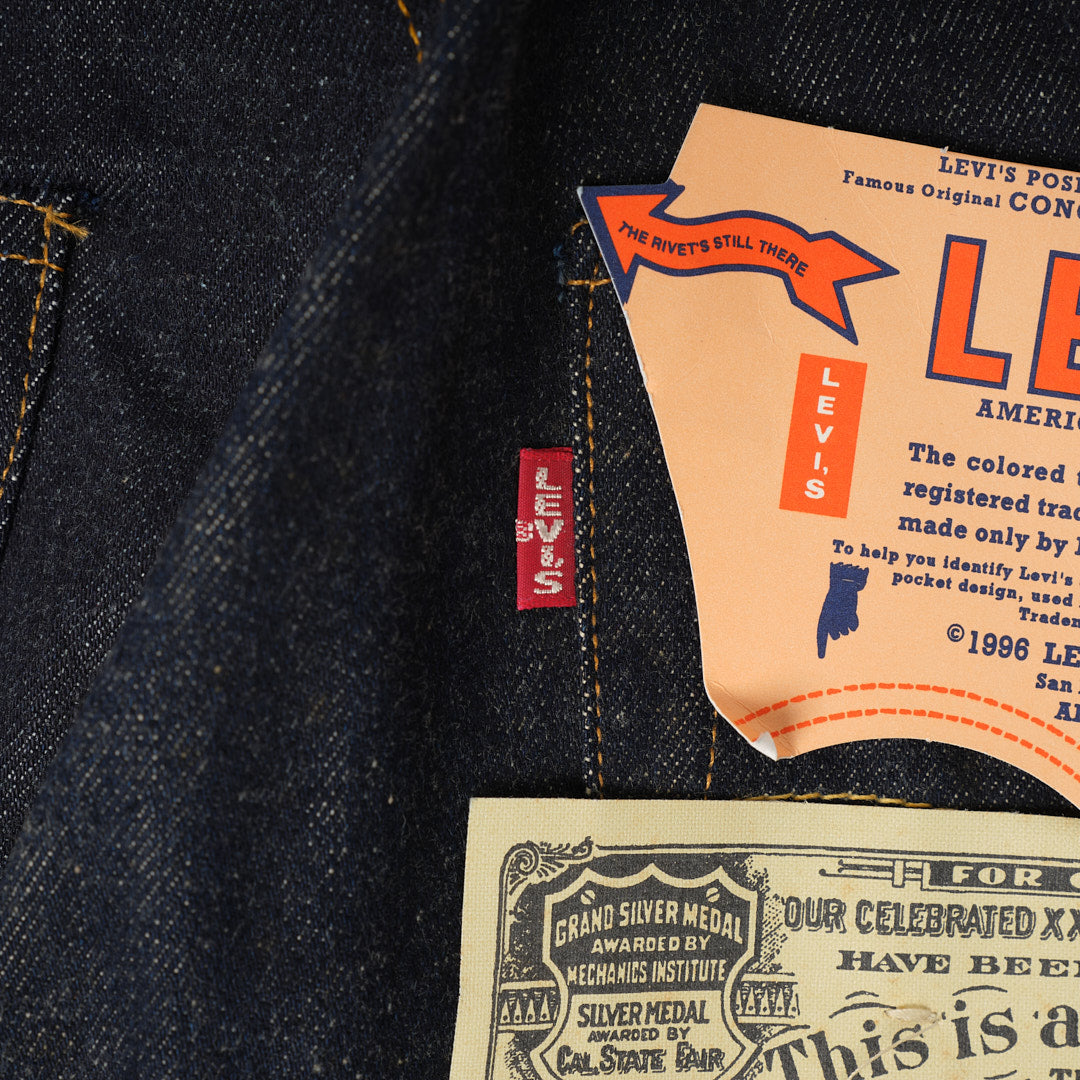 LEVI'S POSI
Famous Original CONC
THE RIVET'S STILL THERE
LE
LEVI'S
AMERIC
The colored t
registered trad
made only by L
To help you identify Levi's
pocket design, used
Tradem
©1996 LE
San
LEVI'S
®
FOR O
GRAND SILVER MEDAL
AWARDED BY
MECHANICS INSTITUTE
SILVER MEDAL
AWARDED BY
CAL. STATE FAIR
OUR CELEBRATED XX
HAVE BEE
This is a